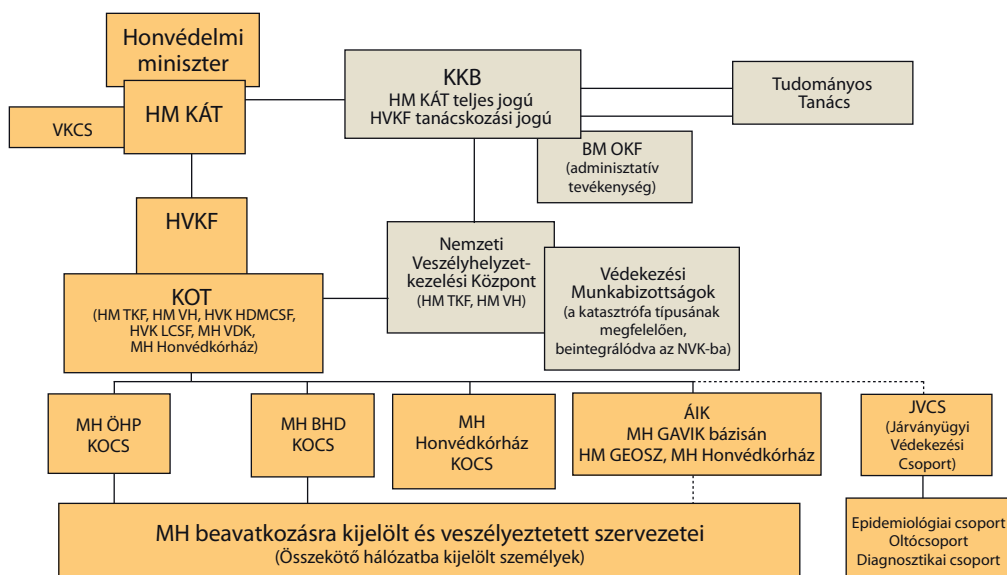 Honvédelmi
miniszter
HM KÁT
VKCS
KKB
HM KÁT teljes jogú
HVKF tanácskozási jogú
Tudományos
Tanács
BM OKF
(adminisztatív
tevékenység)
HVKF
Nemzeti
Veszélyhelyzet-
kezelési Központ
(HM TKF, HM VH)
Védekezési
Munkabizottságok
(a katasztrófa típusának
megfelelően,
beintegrálódva az NVK-ba)
KOT
(HM TKF, HM VH, HVK HDMCSF,
HVK LCSF, MH VDK,
MH Honvédkórház)
MH ÖHP
KOCS
MH BHD
KOCS
MH
Honvédkórház
KOCS
ÁIK
MH GAVIK bázisán
HM GEOSZ, MH Honvédkórház
JVCS
(Járványügyi
Védekezési
Csoport)
MH beavatkozásra kijelölt és veszélyeztetett szervezetei
(Összekötő hálózatba kijelölt személyek)
Epidemiológiai csoport
Oltócsoport
Diagnosztikai csoport